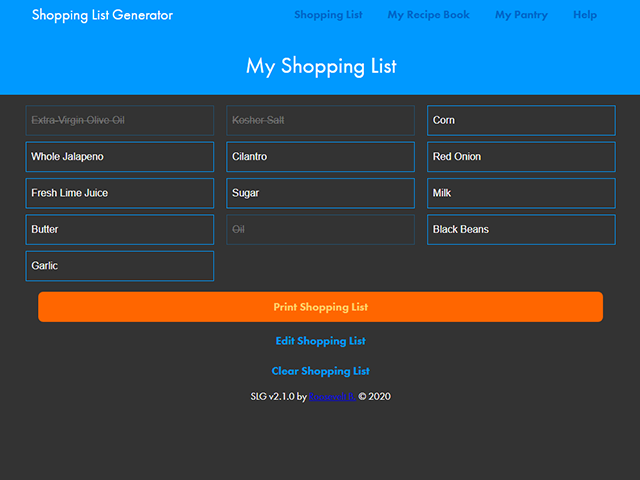 Shopping List Generator Shopping List My Recipe Book My Pantry Help
My Shopping List
Extra-Virgin Olive Oil Kosher Salt Corn
Whole Jalapeno Cilantro Red Onion
Fresh Lime Juice Sugar Milk
Butter Oil Black Beans
Garlic
Print Shopping List
Edit Shopping List
Clear Shopping List
SLG v2.1.0 by Roosevelt B. © 2020